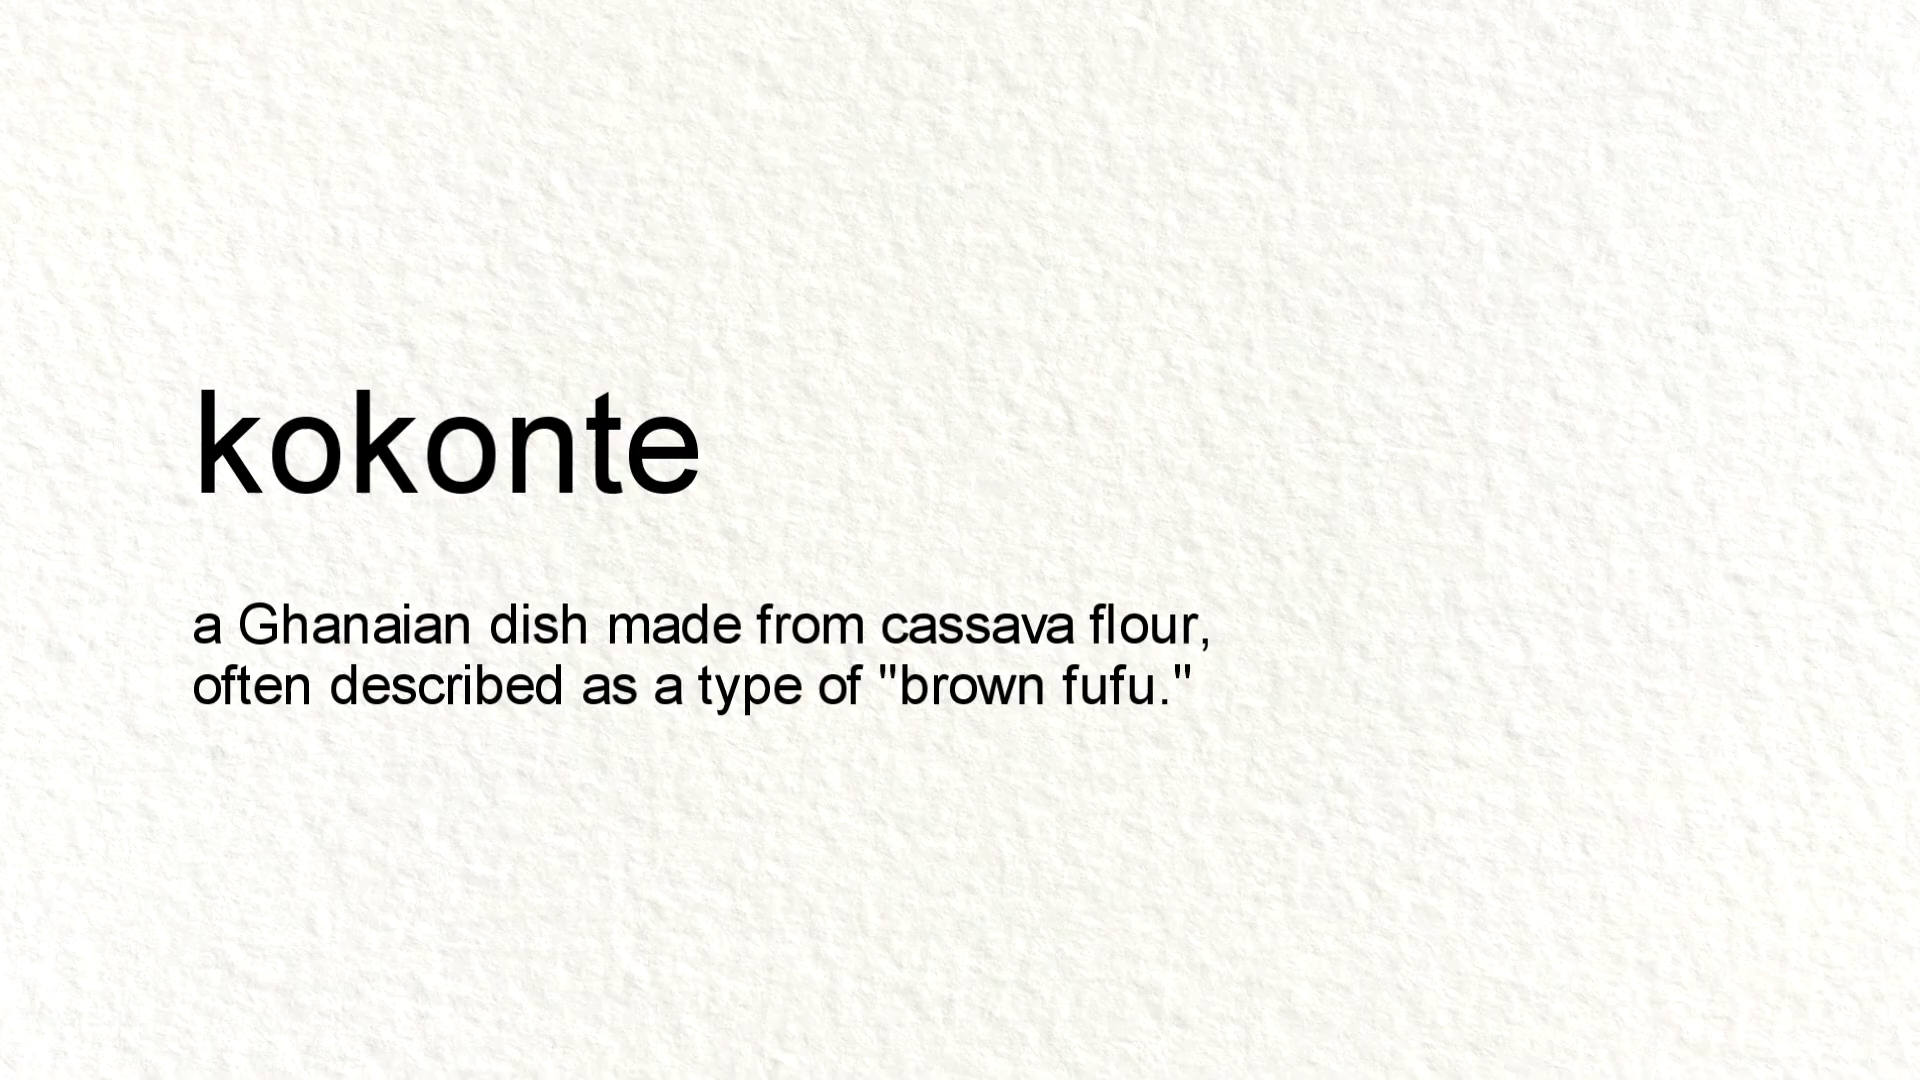 kokonte
a Ghanaian dish made from cassava flour,
often described as a type of "brown fufu."